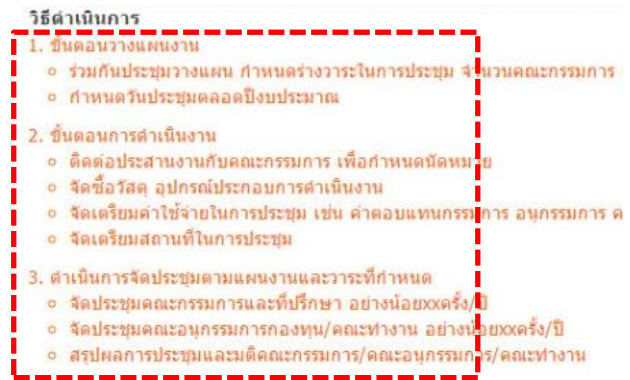 วิธีดำเนินการ
1. ขั้นตอนวางแผนงาน
o ร่วมกันประชุมวางแผน กำหนดร่างวาระในการประชุม จำนวนคณะกรรมการ
o กำหนดวันประชุมตลอดปีงบประมาณ
2. ขั้นตอนการดำเนินงาน
o ติดต่อประสานงานกับคณะกรรมการ เพื่อกำหนดนัดหมาย
o จัดซื้อวัสดุ อุปกรณ์ประกอบการดำเนินงาน
o จัดเตรียมค่าใช้จ่ายในการประชุม เช่น ค่าตอบแทนกรรมการ อนุกรรมการ ค
o จัดเตรียมสถานที่ในการประชุม
3. ดำเนินการจัดประชุมตามแผนงานและวาระที่กำหนด
o จัดประชุมคณะกรรมการและที่ปรึกษา อย่างน้อยxxครั้ง/ปี
o จัดประชุมคณะอนุกรรมการกองทุน/คณะทำงาน อย่างน้อยxxครั้ง/ปี
o สรุปผลการประชุมและมติคณะกรรมการ/คณะอนุกรรมการ/คณะทำงาน